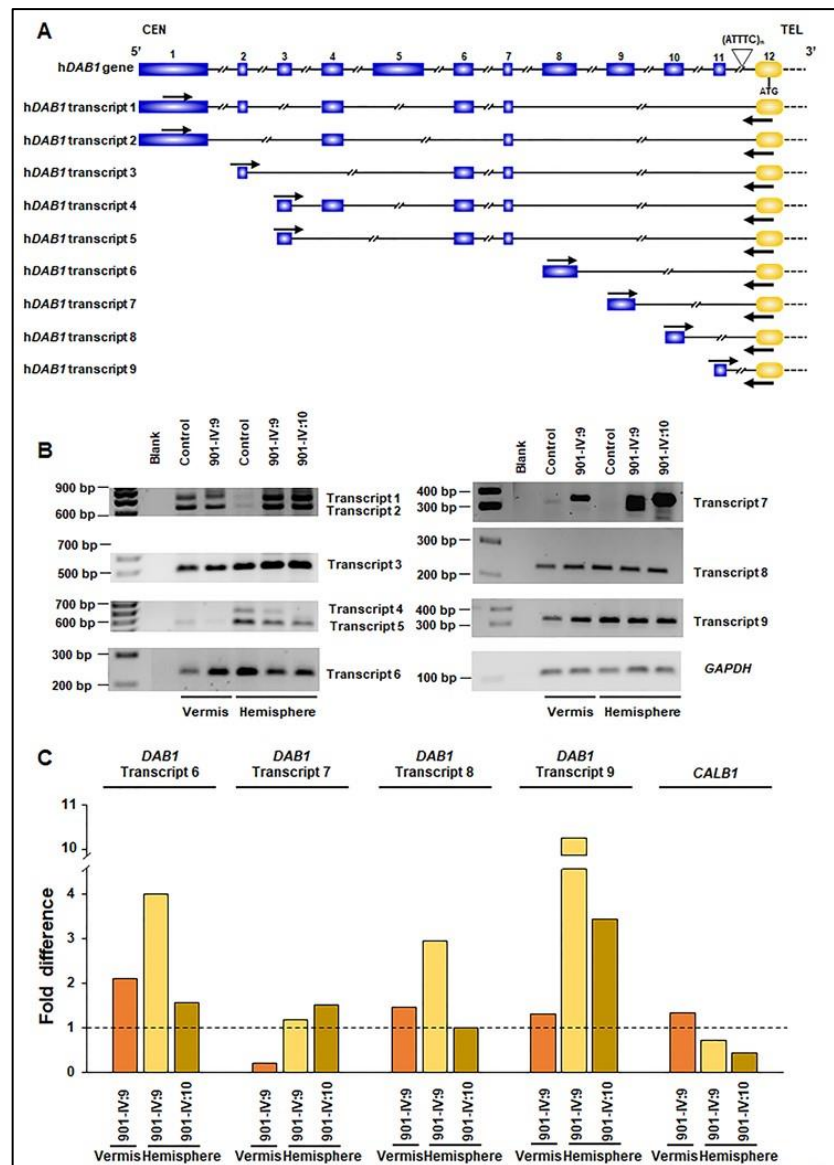 A
CEN
TEL
5'
3'
1 2 3 4 5 6 7 8 9 10 11 12
(ATTTC)n
hDAB1 gene
ATG
hDAB1 transcript 1
hDAB1 transcript 2
hDAB1 transcript 3
hDAB1 transcript 4
hDAB1 transcript 5
hDAB1 transcript 6
hDAB1 transcript 7
hDAB1 transcript 8
hDAB1 transcript 9
B
Blank Control 901-IV:9 Control 901-IV:9 901-IV:10
900 bp
600 bp
Transcript 1
Transcript 2
700 bp
500 bp
Transcript 3
700 bp
600 bp
Transcript 4
Transcript 5
300 bp
200 bp
Transcript 6
Vermis Hemisphere
Blank Control 901-IV:9 Control 901-IV:9 901-IV:10
400 bp
300 bp
Transcript 7
300 bp
200 bp
Transcript 8
400 bp
300 bp
Transcript 9
100 bp
GAPDH
Vermis Hemisphere
C
DAB1 DAB1 DAB1 DAB1
Transcript 6 Transcript 7 Transcript 8 Transcript 9 CALB1
Fold difference
11
10
4
3
2
1
0
901-IV:9 901-IV:9 901-IV:10 901-IV:9 901-IV:9 901-IV:10 901-IV:9 901-IV:9 901-IV:10 901-IV:9 901-IV:9 901-IV:10 901-IV:9 901-IV:9 901-IV:10
Vermis Hemisphere Vermis Hemisphere Vermis Hemisphere Vermis Hemisphere Vermis Hemisphere